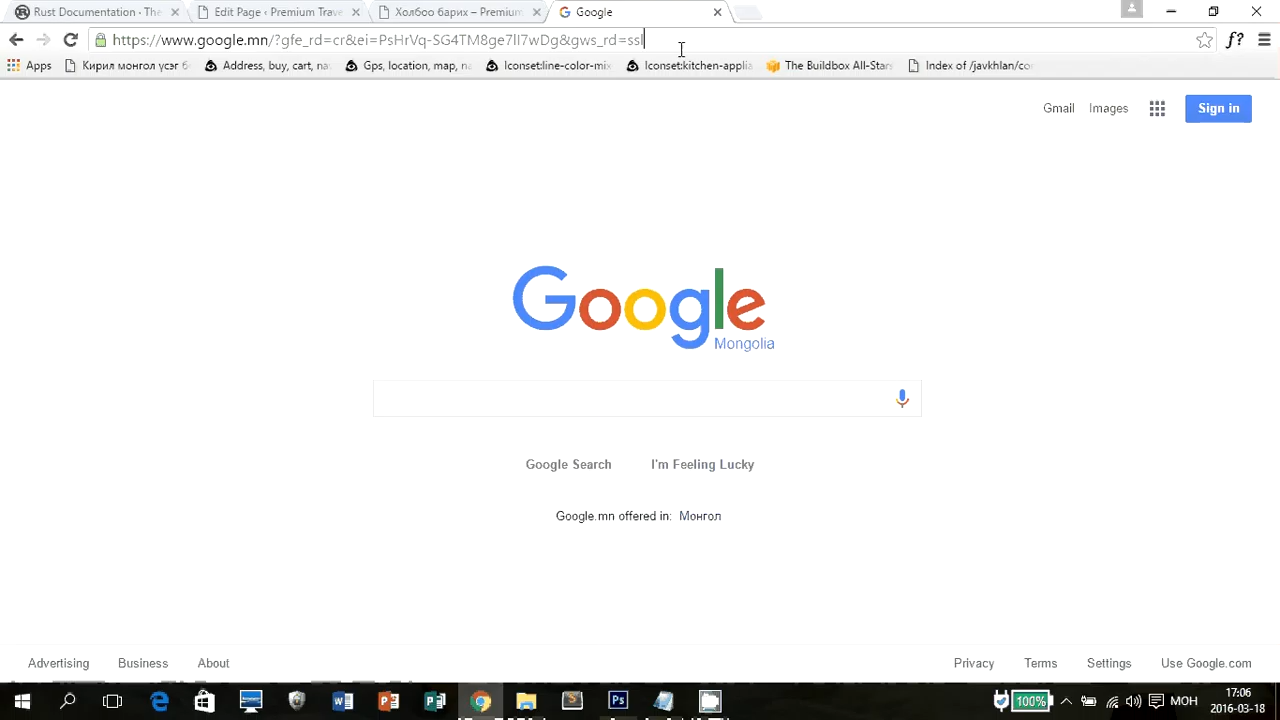 Rust Documentation · The
Edit Page ‹ Premium Trave
Холбоо барих – Premium
Google
https://www.google.mn/?gfe_rd=cr&ei=PsHrVq-SG4TM8ge7ll7wDg&gws_rd=ssl
f?
Apps
Кирил монгол үсэг б
Address, buy, cart, na
Gps, location, map, na
Iconset:line-color-mix
Iconset:kitchen-applia
The Buildbox All-Stars
Index of /javkhlan/co
Gmail
Images
Sign in
Google
Mongolia
Google Search
I'm Feeling Lucky
Google.mn offered in: Монгол
Advertising
Business
About
Privacy
Terms
Settings
Use Google.com
100%
МОН
17:06
2016-03-18